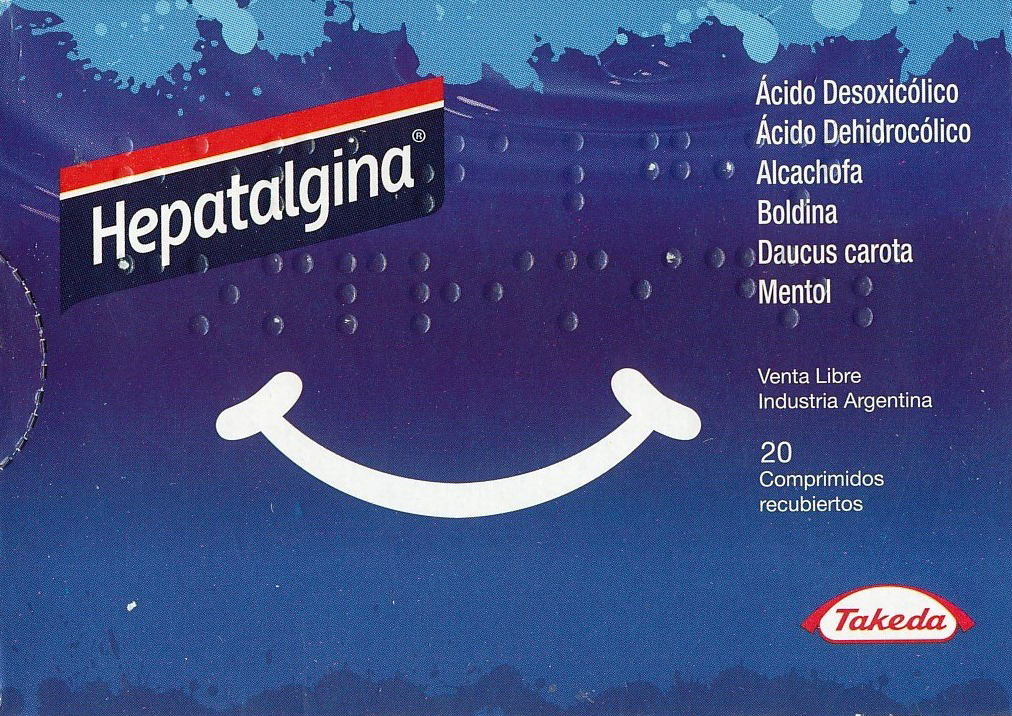 Hepatalgina®
Ácido Desoxicólico
Ácido Dehidrocólico
Alcachofa
Boldina
Daucus carota
Mentol
Venta Libre
Industria Argentina
20
Comprimidos
recubiertos
Takeda